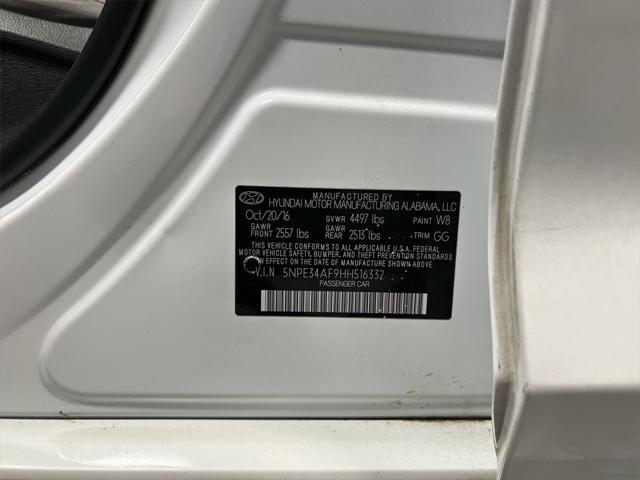 MANUFACTURED BY
HYUNDAI MOTOR MANUFACTURING ALABAMA, LLC
Oct/20/16 GVWR 4497 lbs PAINT W8
GAWR FRONT 2557 lbs GAWR REAR 2513 lbs TRIM GG
THIS VEHICLE CONFORMS TO ALL APPLICABLE U.S.A. FEDERAL
MOTOR VEHICLE SAFETY, BUMPER, AND THEFT PREVENTION STANDARDS
IN EFFECT ON THE DATE OF MANUFACTURE SHOWN ABOVE.
V.I.N 5NPE34AF9HH516332
PASSENGER CAR